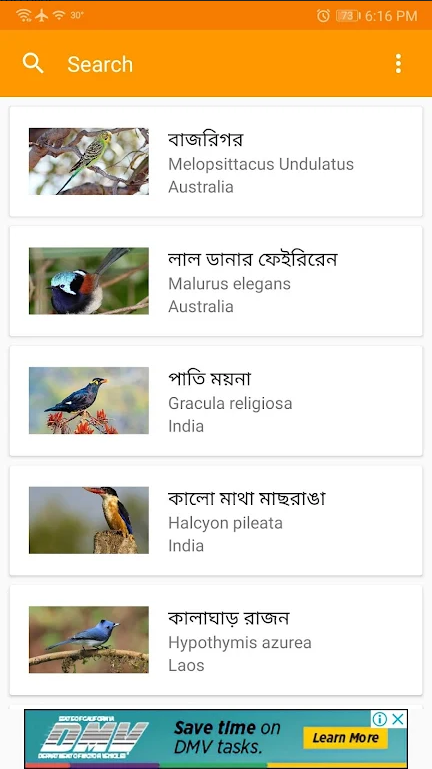 30°
73
6:16 PM
Search
বাজরিগর
Melopsittacus Undulatus
Australia
লাল ডানার ফেইরিরেন
Malurus elegans
Australia
পাতি ময়না
Gracula religiosa
India
কালো মাথা মাছরাঙা
Halcyon pileata
India
কালাঘাড় রাজন
Hypothymis azurea
Laos
STATE OF CALIFORNIA
DMV
DEPARTMENT OF MOTOR VEHICLES
Save time on
DMV tasks.
Learn More